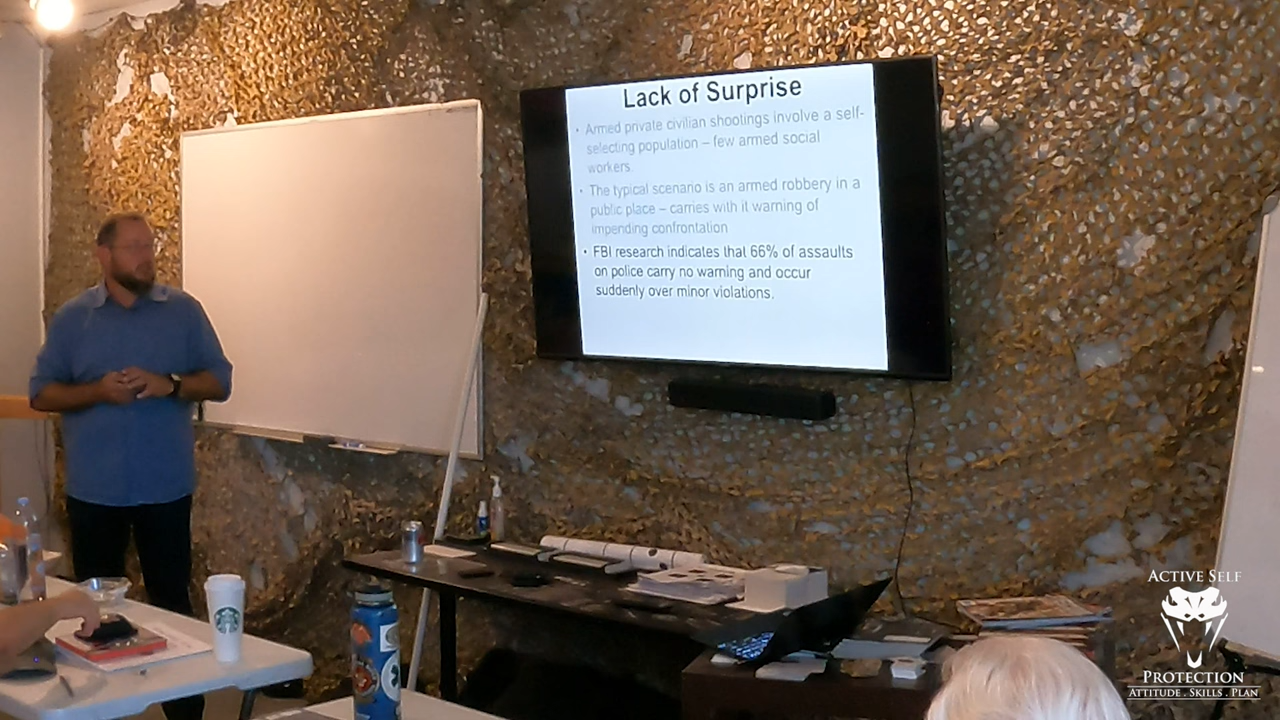 Lack of Surprise
• Armed private civilian shootings involve a self-
selecting population – few armed social
workers.
• The typical scenario is an armed robbery in a
public place – carries with it warning of
impending confrontation
• FBI research indicates that 66% of assaults
on police carry no warning and occur
suddenly over minor violations.
ACTIVE SELF
PROTECTION
ATTITUDE . SKILLS . PLAN